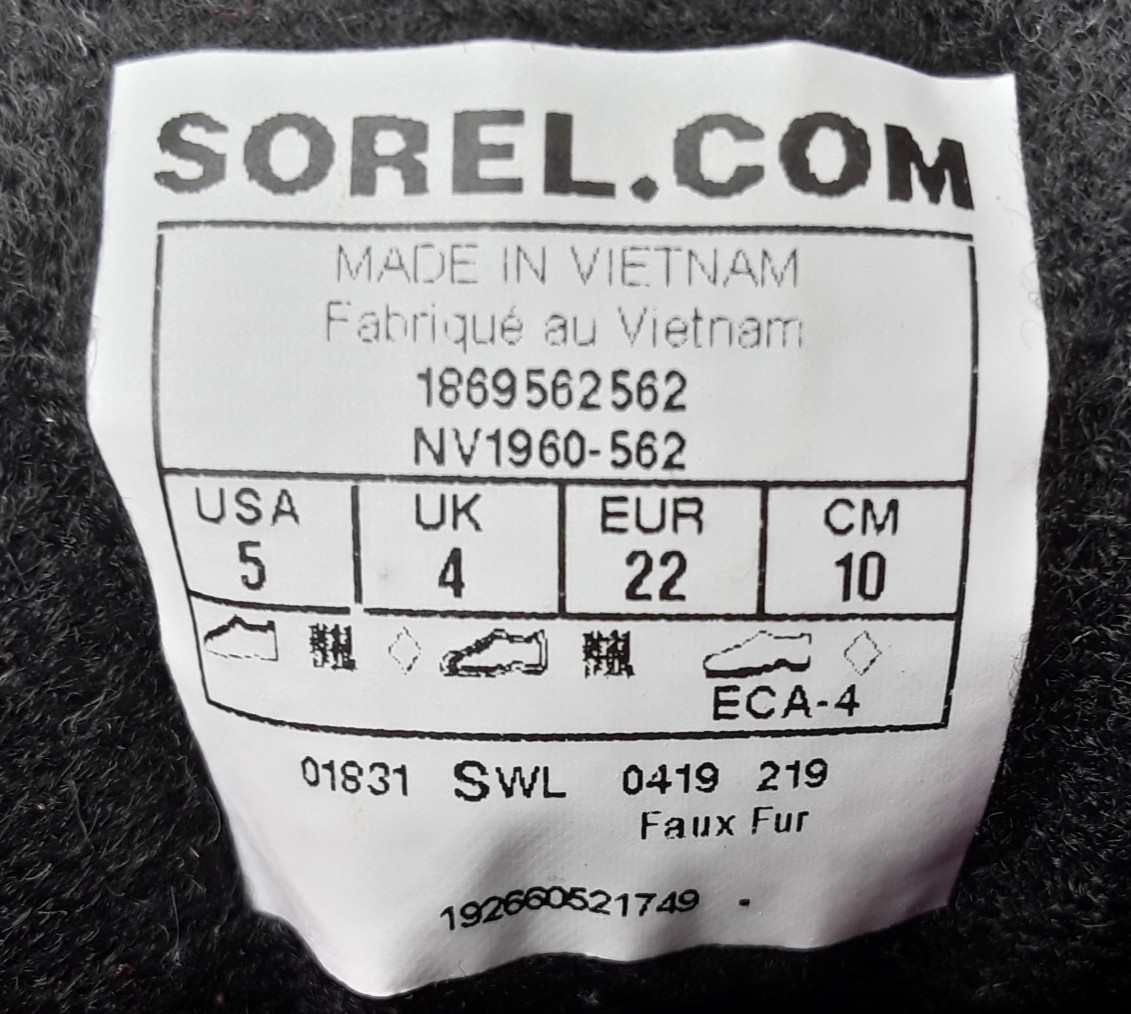 SOREL.COM
MADE IN VIETNAM
Fabriqué au Vietnam
1869562562
NV1960-562
USA UK EUR CM
5 4 22 10
ECA-4
01831 SWL 0419 219
Faux Fur
192660521749